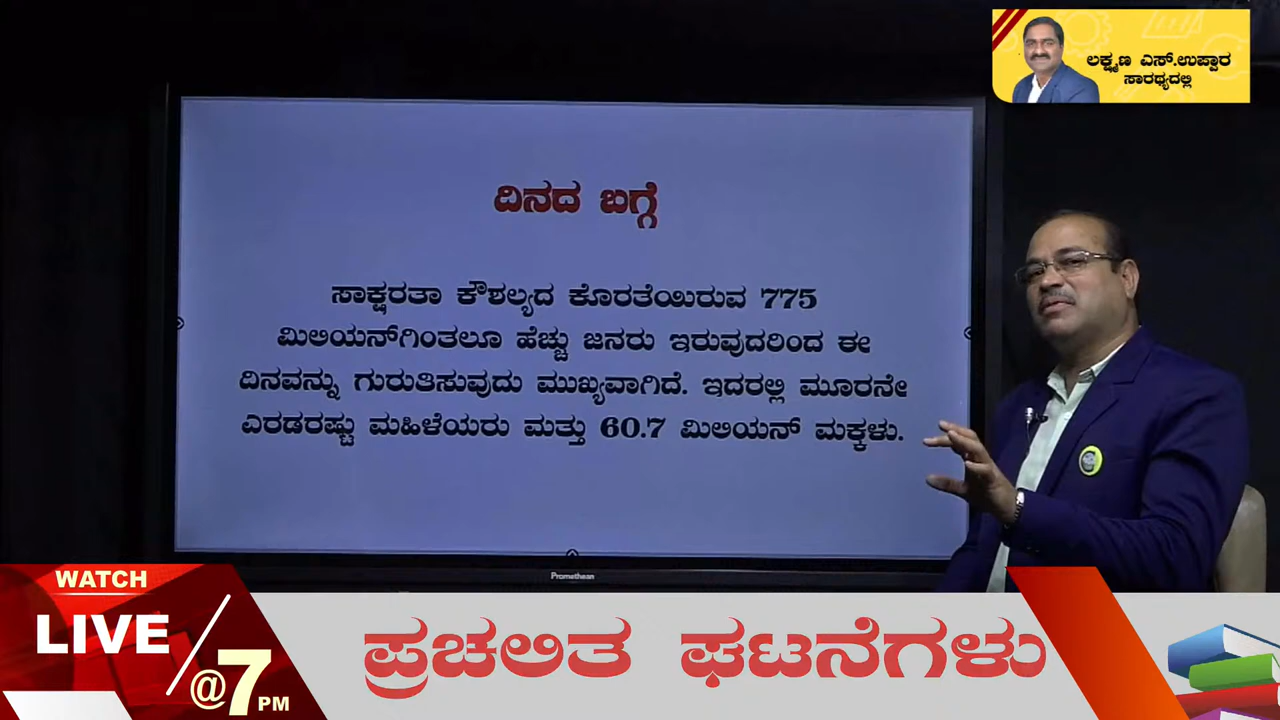 ಲಕ್ಷ್ಮಣ ಎಸ್.ಉಪ್ಪಾರ
ಸಾರಥ್ಯದಲ್ಲಿ
ದಿನದ ಬಗ್ಗೆ
ಸಾಕ್ಷರತಾ ಕೌಶಲ್ಯದ ಕೊರತೆಯಿರುವ 775
ಮಿಲಿಯನ್‌ಗಿಂತಲೂ ಹೆಚ್ಚು ಜನರು ಇರುವುದರಿಂದ ಈ
ದಿನವನ್ನು ಗುರುತಿಸುವುದು ಮುಖ್ಯವಾಗಿದೆ. ಇದರಲ್ಲಿ ಮೂರನೇ
ಎರಡರಷ್ಟು ಮಹಿಳೆಯರು ಮತ್ತು 60.7 ಮಿಲಿಯನ್ ಮಕ್ಕಳು.
Promethean
WATCH
LIVE
@7PM
ಪ್ರಚಲಿತ ಘಟನೆಗಳು